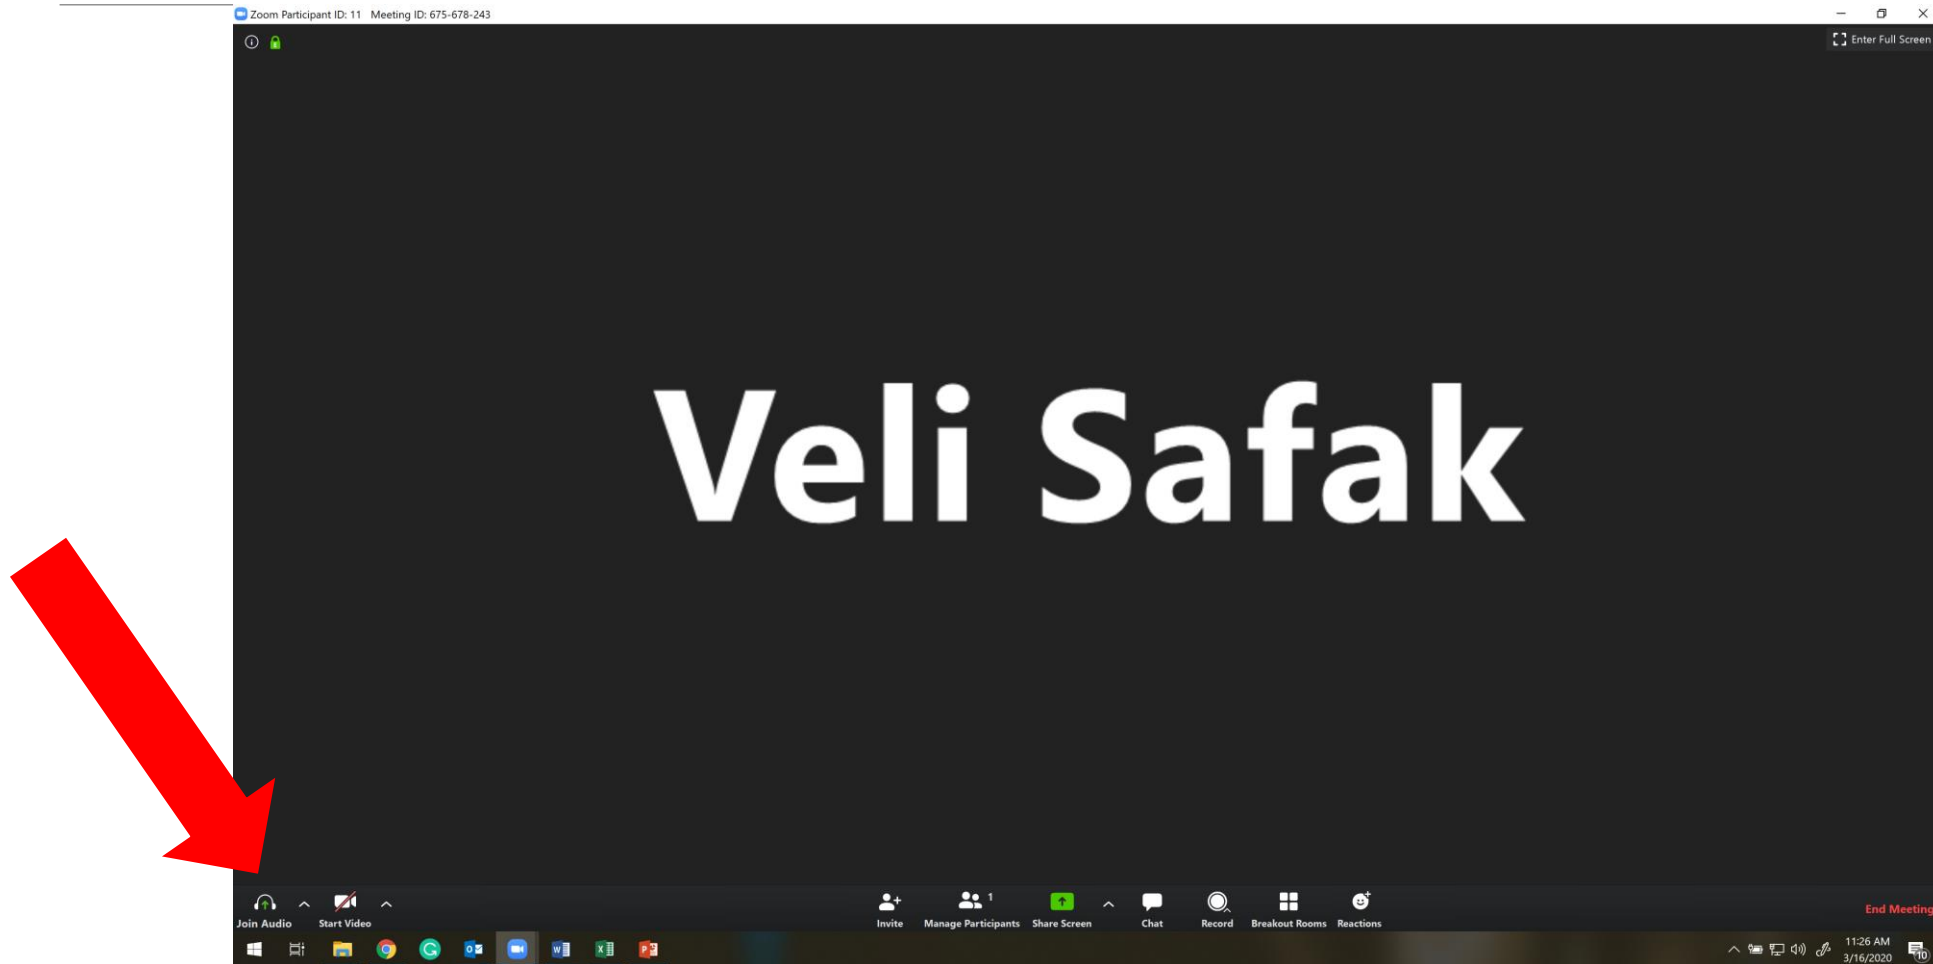 Zoom Participant ID: 11 Meeting ID: 675-678-243
Enter Full Screen
Veli Safak
1
Join Audio Start Video Invite Manage Participants Share Screen Chat Record Breakout Rooms Reactions End Meeting
11:26 AM
3/16/2020
10